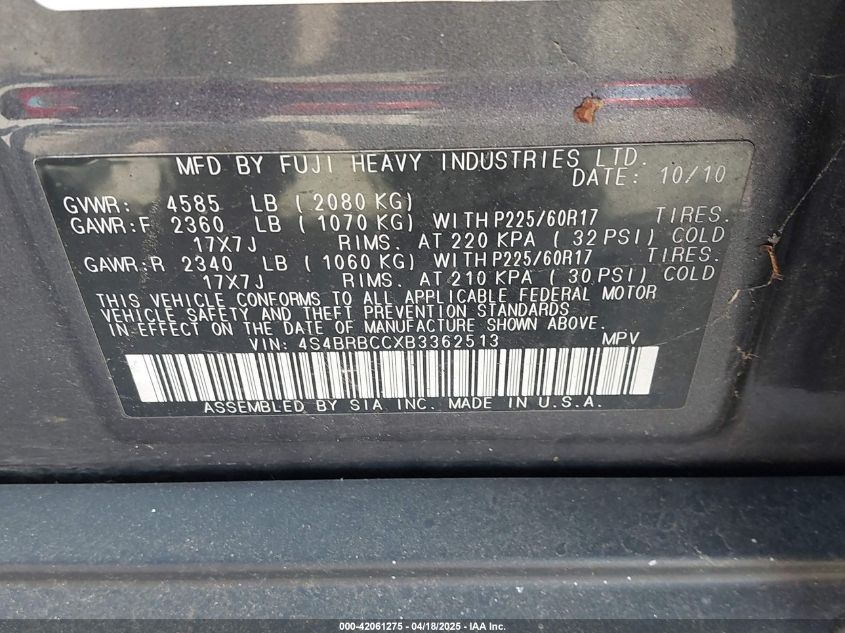 MFD BY FUJI HEAVY INDUSTRIES LTD.
DATE: 10/10
GVWR: 4585 LB ( 2080 KG)
GAWR:F 2360 LB ( 1070 KG) WITH P225/60R17 TIRES.
17X7J RIMS. AT 220 KPA ( 32 PSI) COLD
GAWR:R 2340 LB ( 1060 KG) WITH P225/60R17 TIRES.
17X7J RIMS. AT 210 KPA ( 30 PSI) COLD
THIS VEHICLE CONFORMS TO ALL APPLICABLE FEDERAL MOTOR
VEHICLE SAFETY AND THEFT PREVENTION STANDARDS
IN EFFECT ON THE DATE OF MANUFACTURE SHOWN ABOVE.
VIN: 4S4BRBCCXB3362513 MPV
ASSEMBLED BY SIA INC. MADE IN U.S.A.
000-42061275 - 04/18/2025 - IAA Inc.